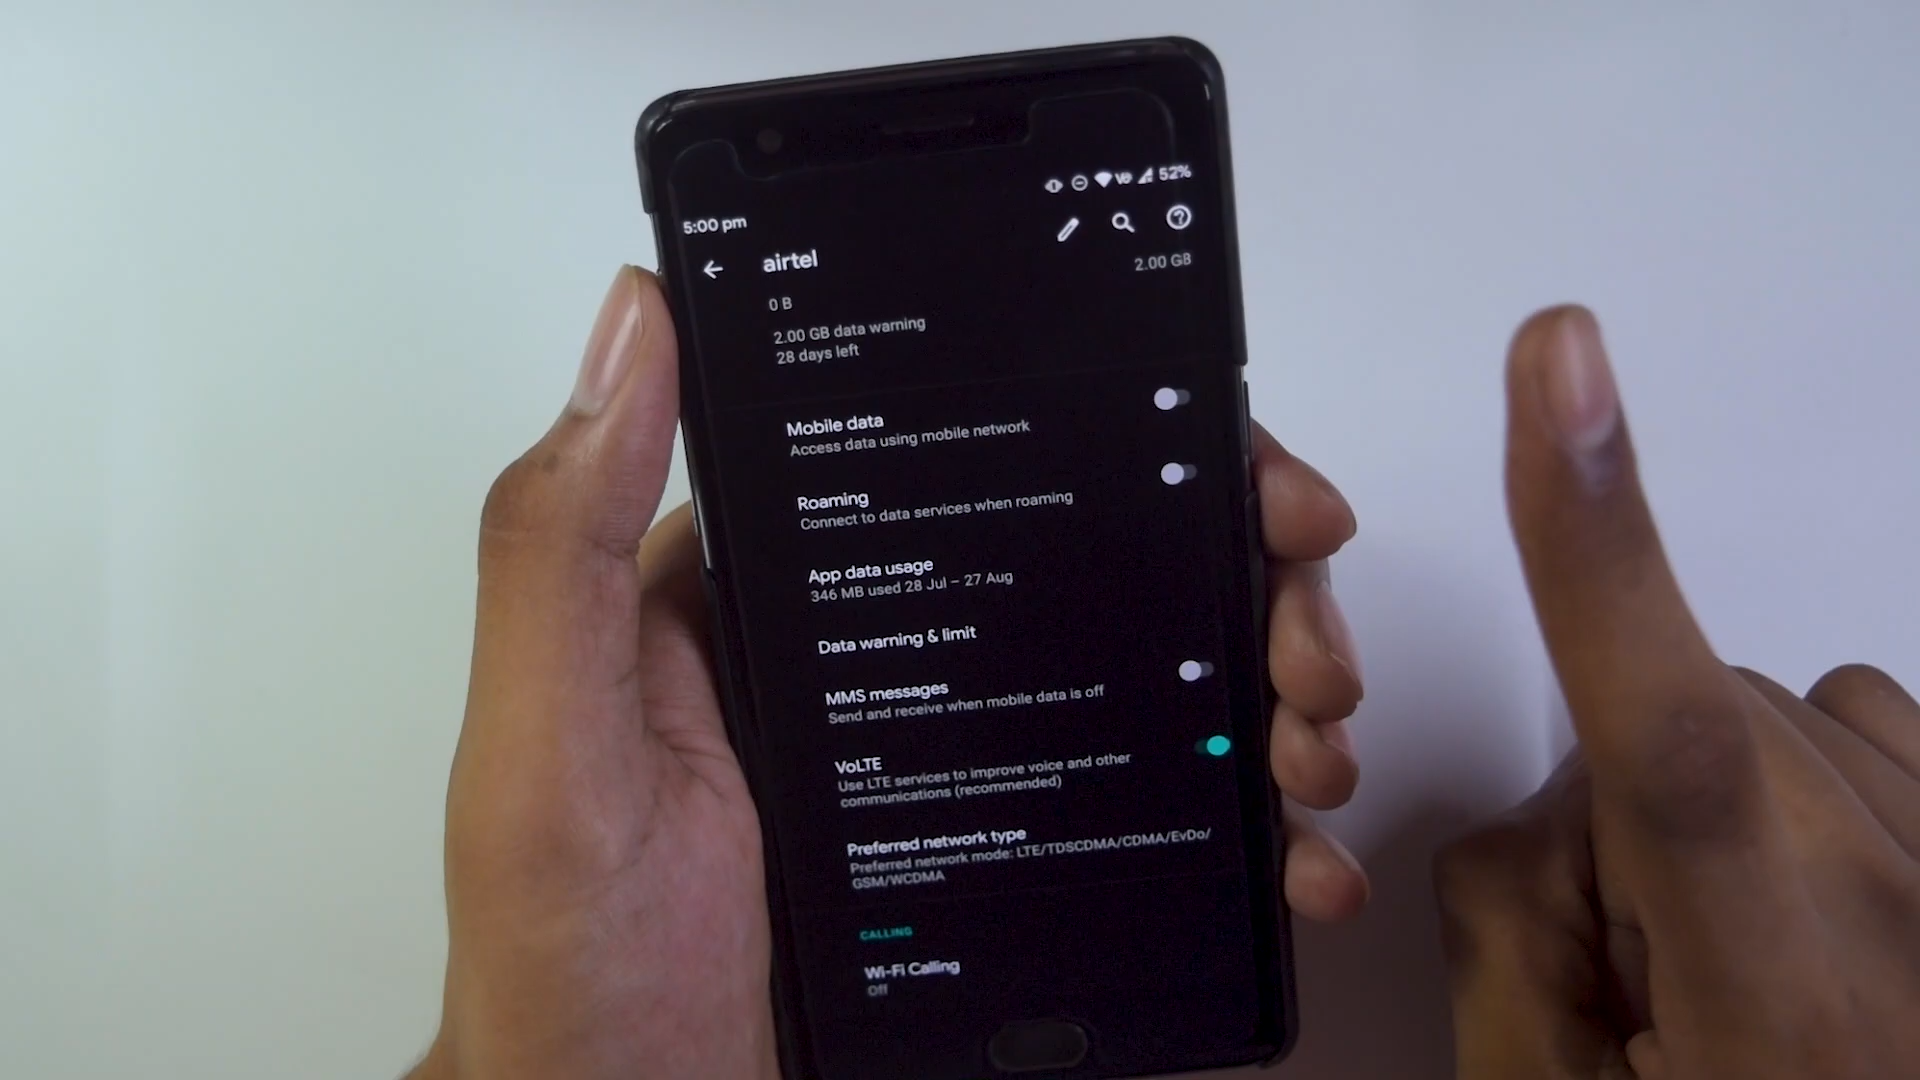 52%
5:00 pm
airtel
2.00 GB
0 B
2.00 GB data warning
28 days left
Mobile data
Access data using mobile network
Roaming
Connect to data services when roaming
App data usage
346 MB used 28 Jul – 27 Aug
Data warning & limit
MMS messages
Send and receive when mobile data is off
VoLTE
Use LTE services to improve voice and other
communications (recommended)
Preferred network type
Preferred network mode: LTE/TDSCDMA/CDMA/EvDo/
GSM/WCDMA
CALLING
Wi-Fi Calling
Off